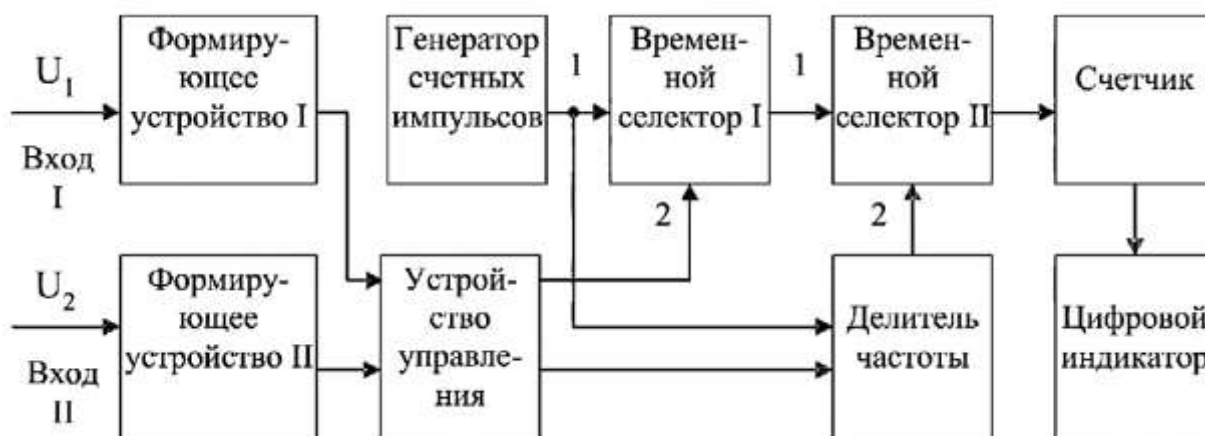 U1
Вход
I
Формиру-
ющее
устройство I
Генератор
счетных
импульсов
1
Времен-
ной
селектор I
2
1
Времен-
ной
селектор II
2
Счетчик
U2
Вход
II
Формиру-
ющее
устройство II
Устрой-
ство
управле-
ния
Делитель
частоты
Цифровой
индикатор